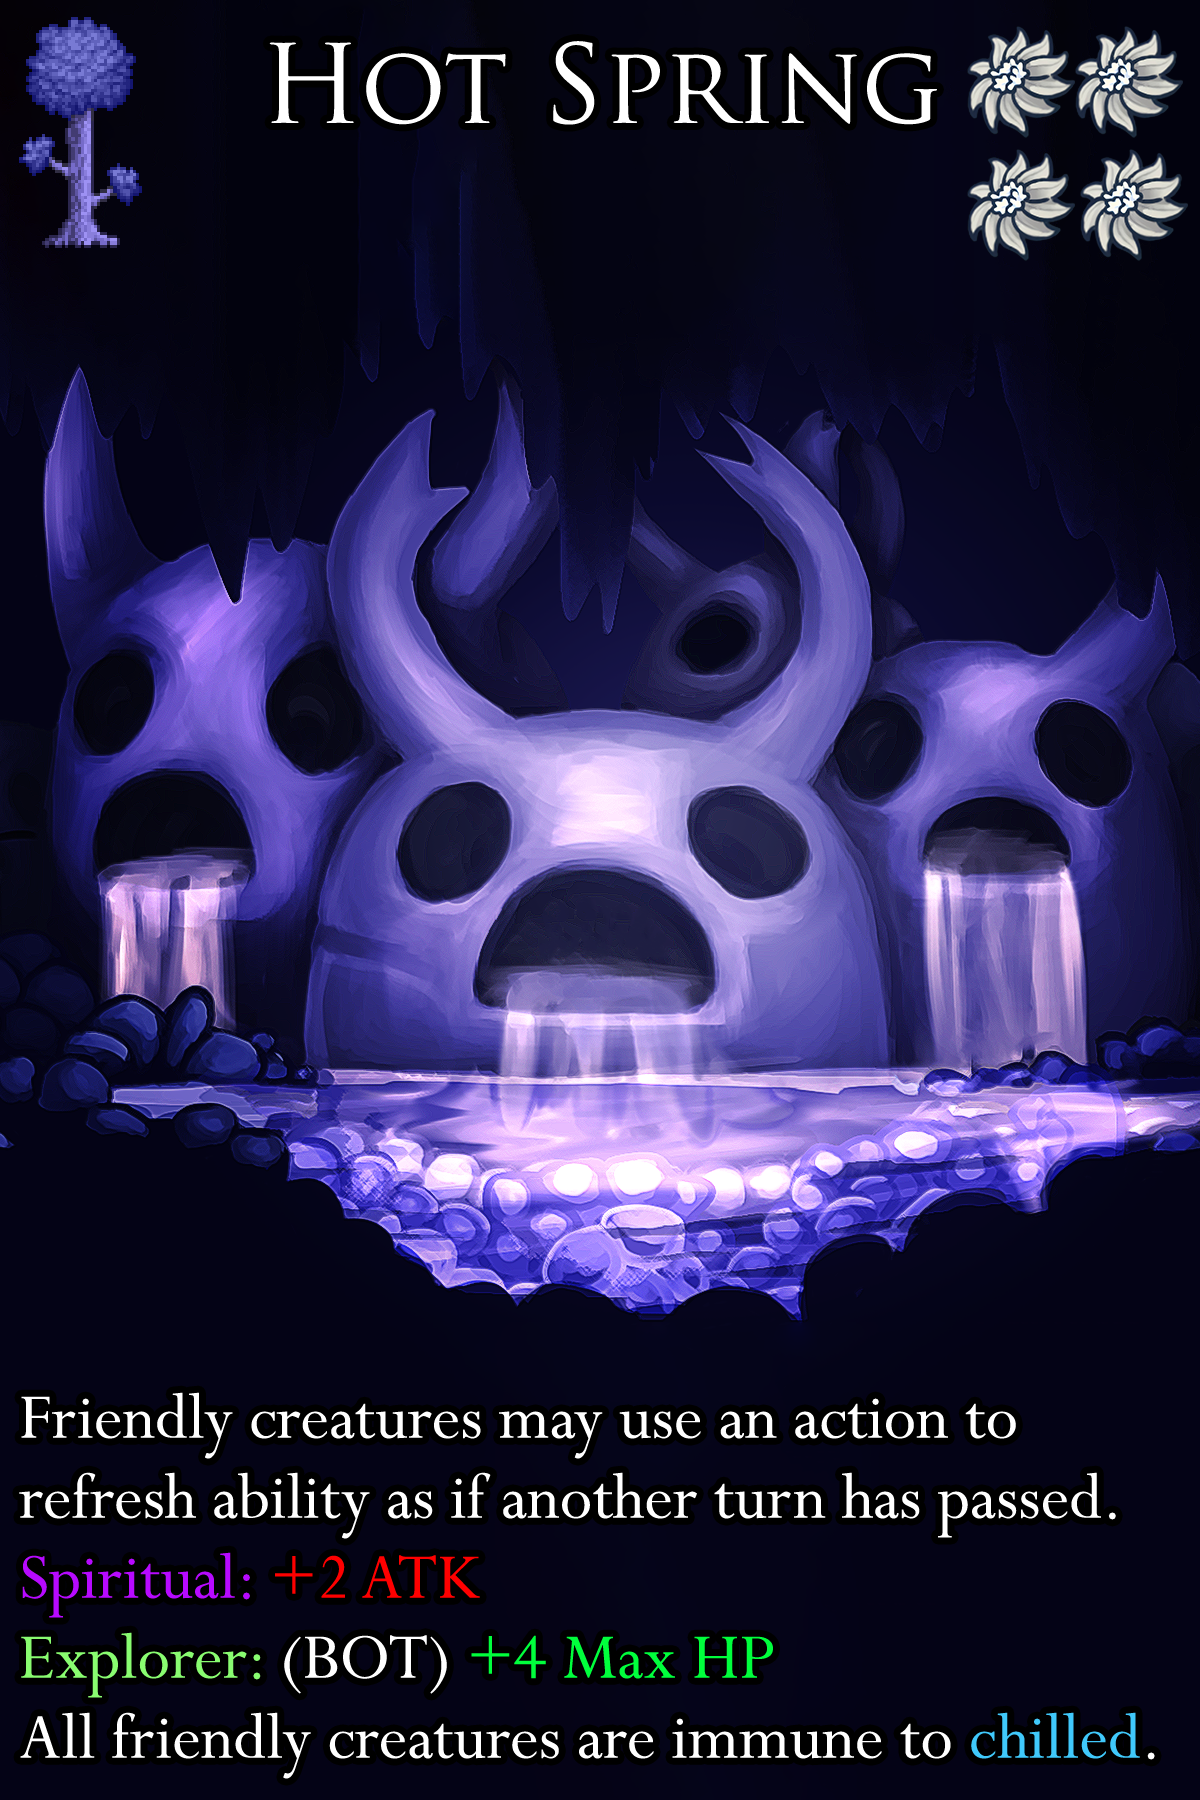 Hot Spring
Friendly creatures may use an action to
refresh ability as if another turn has passed.
Spiritual: +2 ATK
Explorer: (BOT) +4 Max HP
All friendly creatures are immune to chilled.